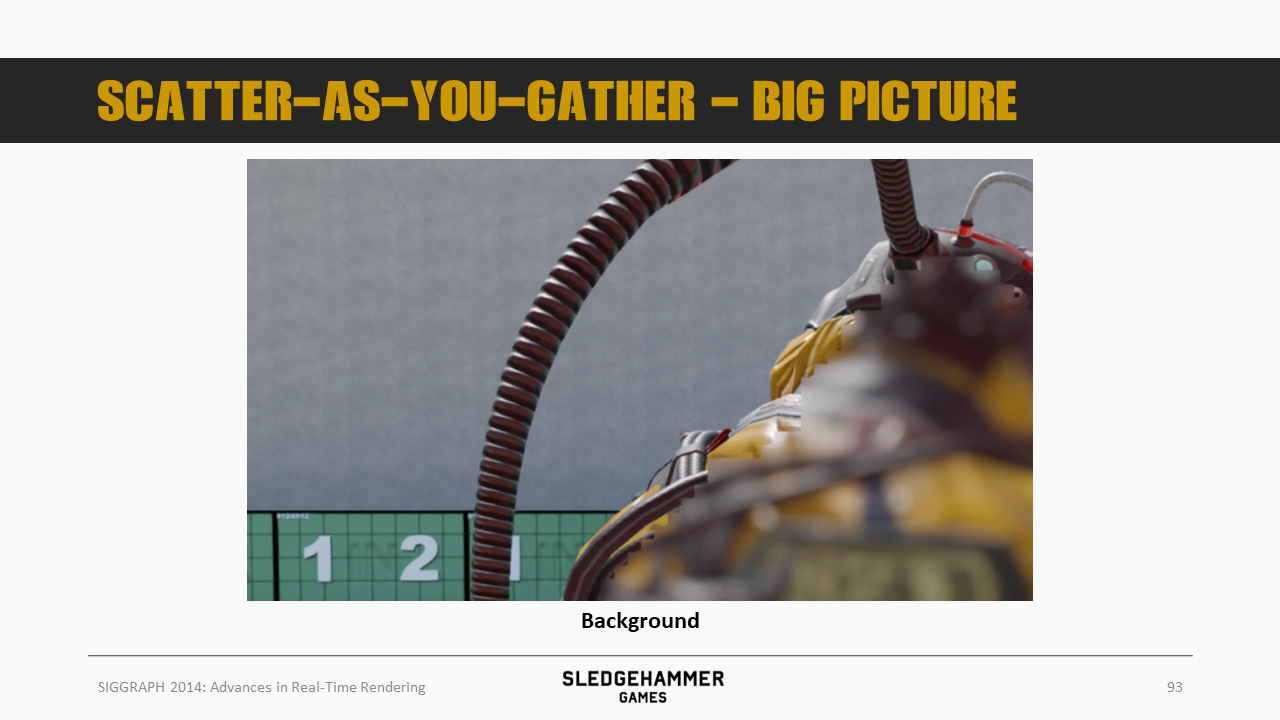 SCATTER-AS-YOU-GATHER - BIG PICTURE
512X512
1 2 1
Background
SIGGRAPH 2014: Advances in Real-Time Rendering
SLEDGEHAMMER
GAMES
93